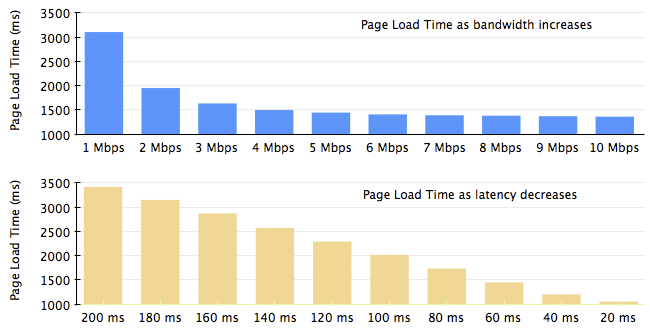 Page Load Time as bandwidth increases
Page Load Time (ms)
3500
3000
2500
2000
1500
1000
1 Mbps 2 Mbps 3 Mbps 4 Mbps 5 Mbps 6 Mbps 7 Mbps 8 Mbps 9 Mbps 10 Mbps
Page Load Time as latency decreases
Page Load Time (ms)
3500
3000
2500
2000
1500
1000
200 ms 180 ms 160 ms 140 ms 120 ms 100 ms 80 ms 60 ms 40 ms 20 ms